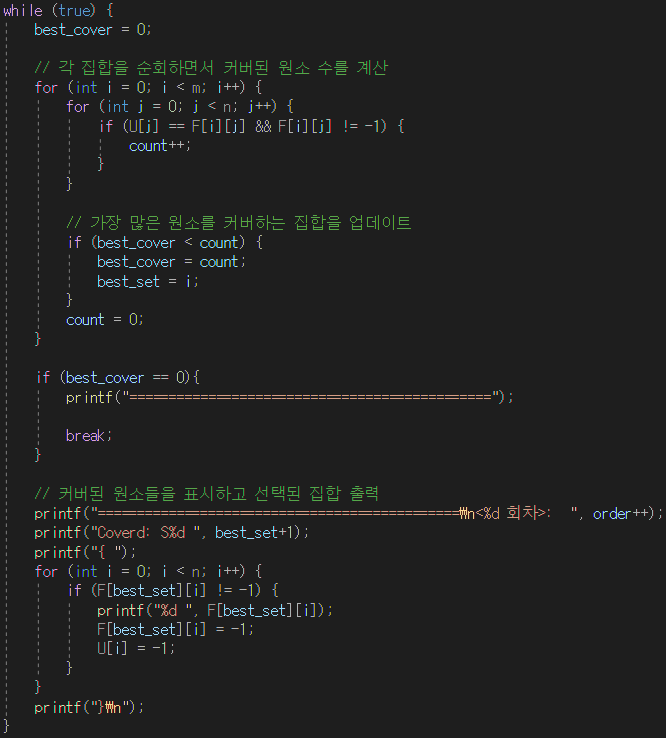 while (true) {
    best_cover = 0;

    // 각 집합을 순회하면서 커버된 원소 수를 계산
    for (int i = 0; i < m; i++) {
        for (int j = 0; j < n; j++) {
            if (U[j] == F[i][j] && F[i][j] != -1) {
                count++;
            }
        }

        // 가장 많은 원소를 커버하는 집합을 업데이트
        if (best_cover < count) {
            best_cover = count;
            best_set = i;
        }
        count = 0;
    }

    if (best_cover == 0){
        printf("==============================================");

        break;
    }

    // 커버된 원소들을 표시하고 선택된 집합 출력
    printf("==============================================₩n<%d 회차>:  ", order++);
    printf("Coverd: S%d ", best_set+1);
    printf("{ ");
    for (int i = 0; i < n; i++) {
        if (F[best_set][i] != -1) {
            printf("%d ", F[best_set][i]);
            F[best_set][i] = -1;
            U[i] = -1;
        }
    }
    printf("}₩n");
}